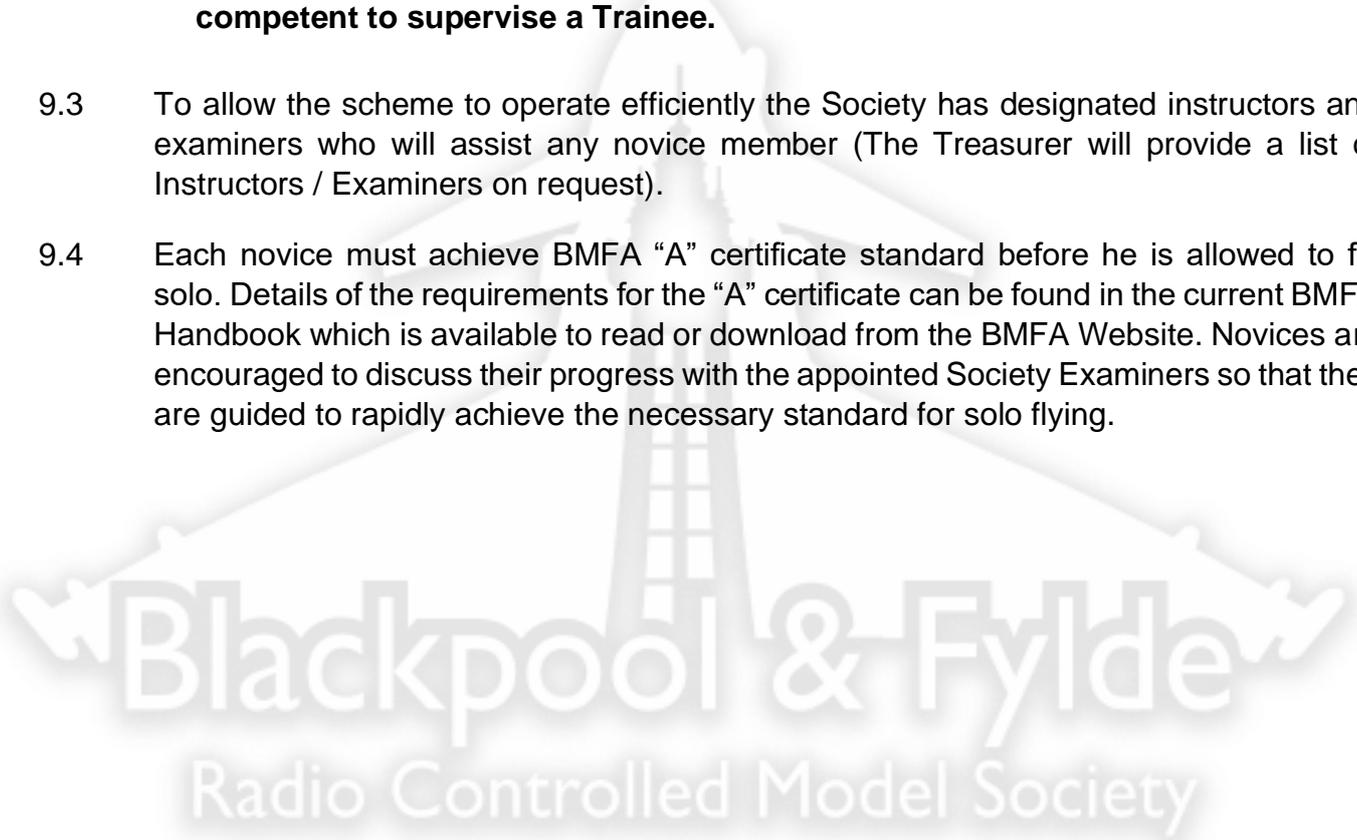 competent to supervise a Trainee.
9.3 To allow the scheme to operate efficiently the Society has designated instructors an
examiners who will assist any novice member (The Treasurer will provide a list
Instructors / Examiners on request).
9.4 Each novice must achieve BMFA “A” certificate standard before he is allowed to f
solo. Details of the requirements for the “A” certificate can be found in the current BMF
Handbook which is available to read or download from the BMFA Website. Novices a
encouraged to discuss their progress with the appointed Society Examiners so that the
are guided to rapidly achieve the necessary standard for solo flying.
Blackpool & Fylde
Radio Controlled Model Society